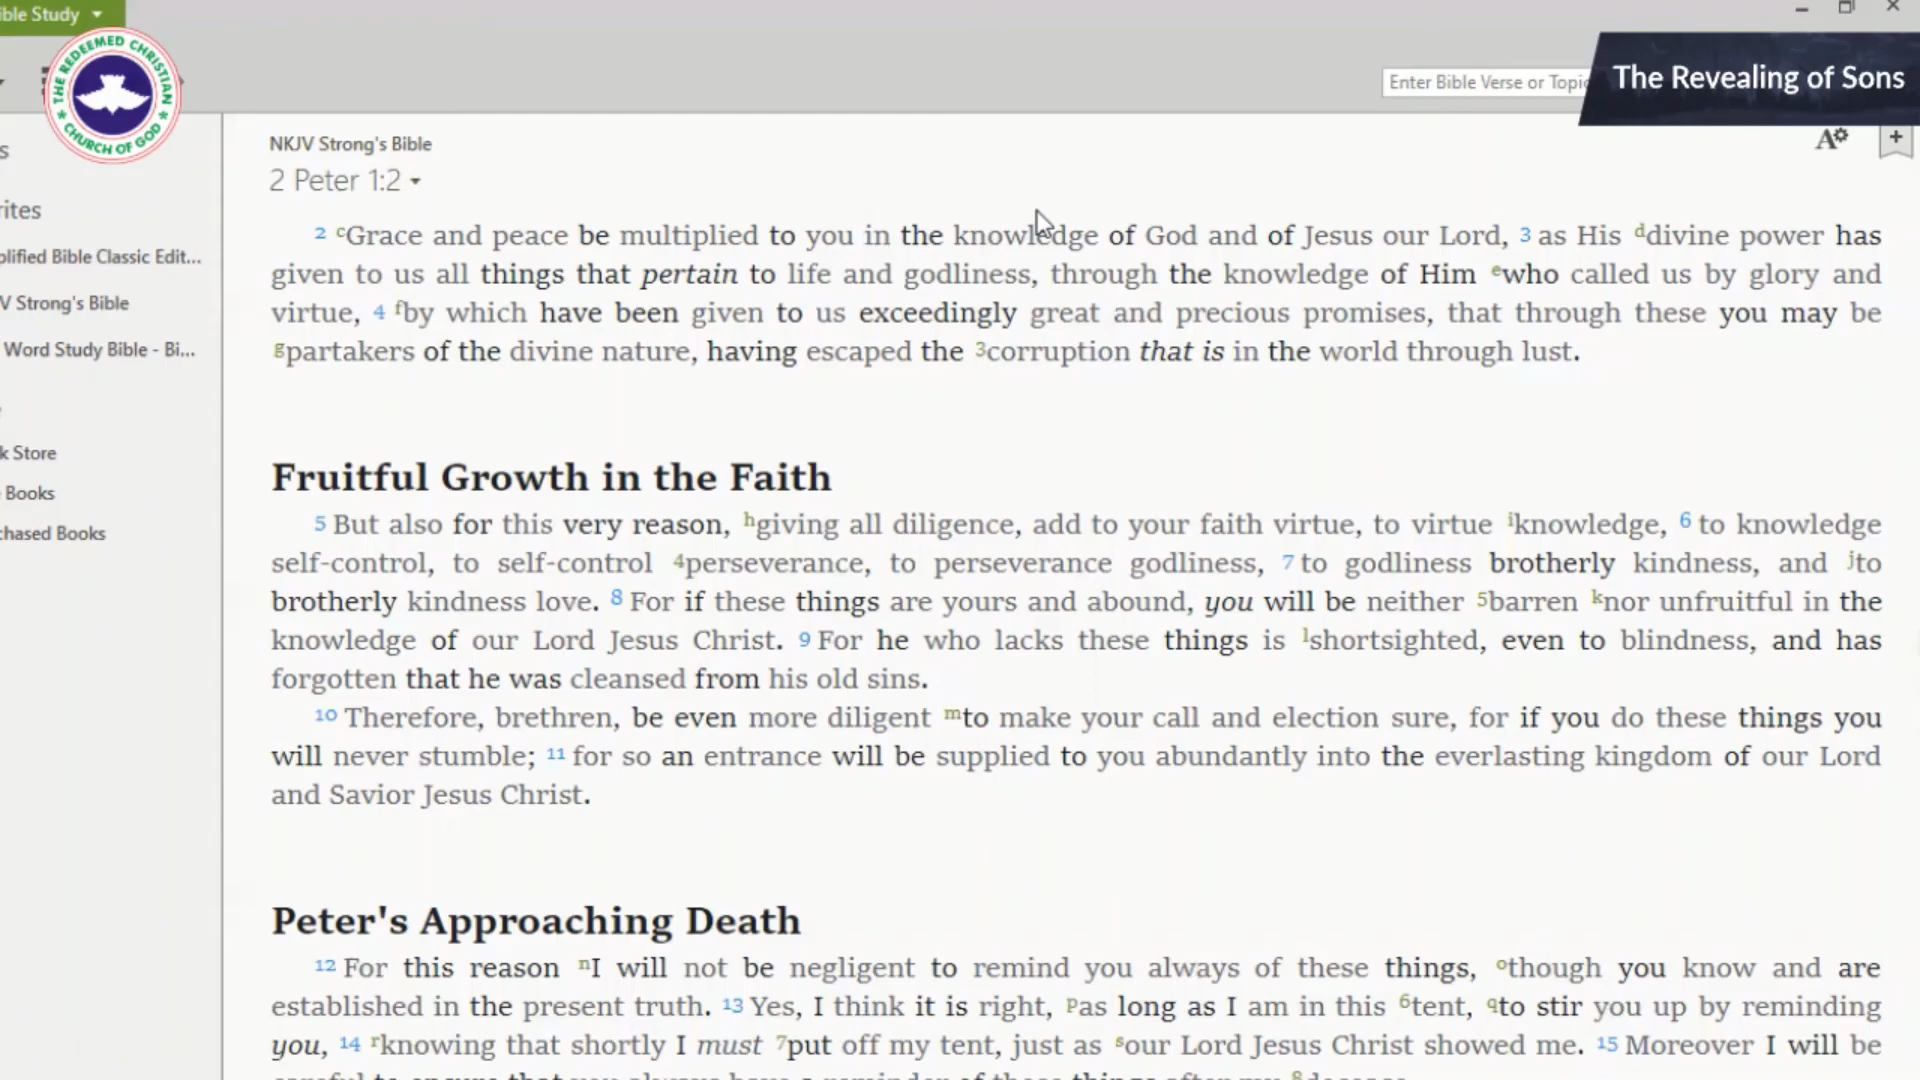 ible Study
THE REDEEMED CHRISTIAN
CHURCH OF GOD
Enter Bible Verse or Topic
The Revealing of Sons
s
NKJV Strong's Bible
2 Peter 1:2
rites
plified Bible Classic Edit...
V Strong's Bible
Word Study Bible - Bi...
k Store
Books
chased Books
2 cGrace and peace be multiplied to you in the knowledge of God and of Jesus our Lord, 3 as His ddivine power has
given to us all things that pertain to life and godliness, through the knowledge of Him ewho called us by glory and
virtue, 4 fby which have been given to us exceedingly great and precious promises, that through these you may be
gpartakers of the divine nature, having escaped the 3corruption that is in the world through lust.
Fruitful Growth in the Faith
5 But also for this very reason, hgiving all diligence, add to your faith virtue, to virtue iknowledge, 6 to knowledge
self-control, to self-control 4perseverance, to perseverance godliness, 7 to godliness brotherly kindness, and jto
brotherly kindness love. 8 For if these things are yours and abound, you will be neither 5barren knor unfruitful in the
knowledge of our Lord Jesus Christ. 9 For he who lacks these things is lshortsighted, even to blindness, and has
forgotten that he was cleansed from his old sins.
10 Therefore, brethren, be even more diligent mto make your call and election sure, for if you do these things you
will never stumble; 11 for so an entrance will be supplied to you abundantly into the everlasting kingdom of our Lord
and Savior Jesus Christ.
Peter's Approaching Death
12 For this reason nI will not be negligent to remind you always of these things, othough you know and are
established in the present truth. 13 Yes, I think it is right, pas long as I am in this 6tent, qto stir you up by reminding
you, 14 rknowing that shortly I must 7put off my tent, just as sour Lord Jesus Christ showed me. 15 Moreover I will be